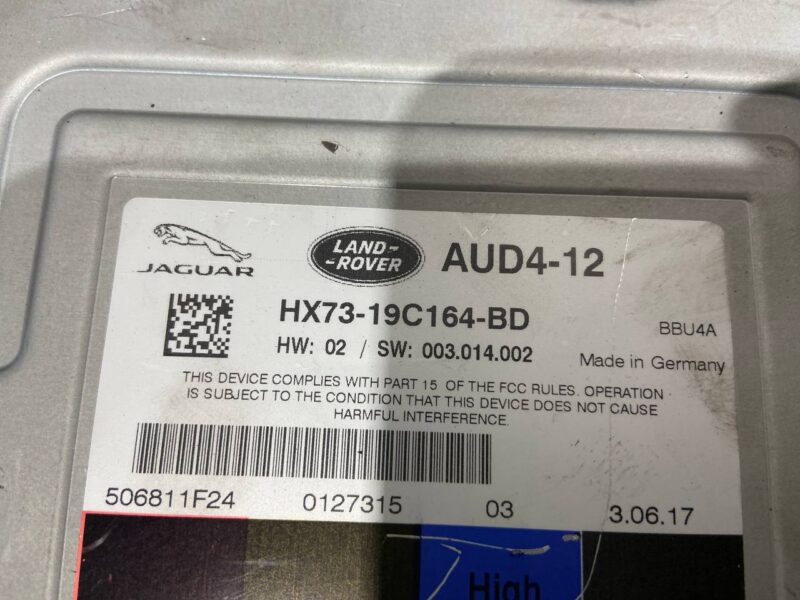 JAGUAR
LAND-
-ROVER
AUD4-12
HX73-19C164-BD
BBU4A
HW: 02 / SW: 003.014.002
Made in Germany
THIS DEVICE COMPLIES WITH PART 15 OF THE FCC RULES. OPERATION
IS SUBJECT TO THE CONDITION THAT THIS DEVICE DOES NOT CAUSE
HARMFUL INTERFERENCE.
506811F24 0127315 03 3.06.17
High